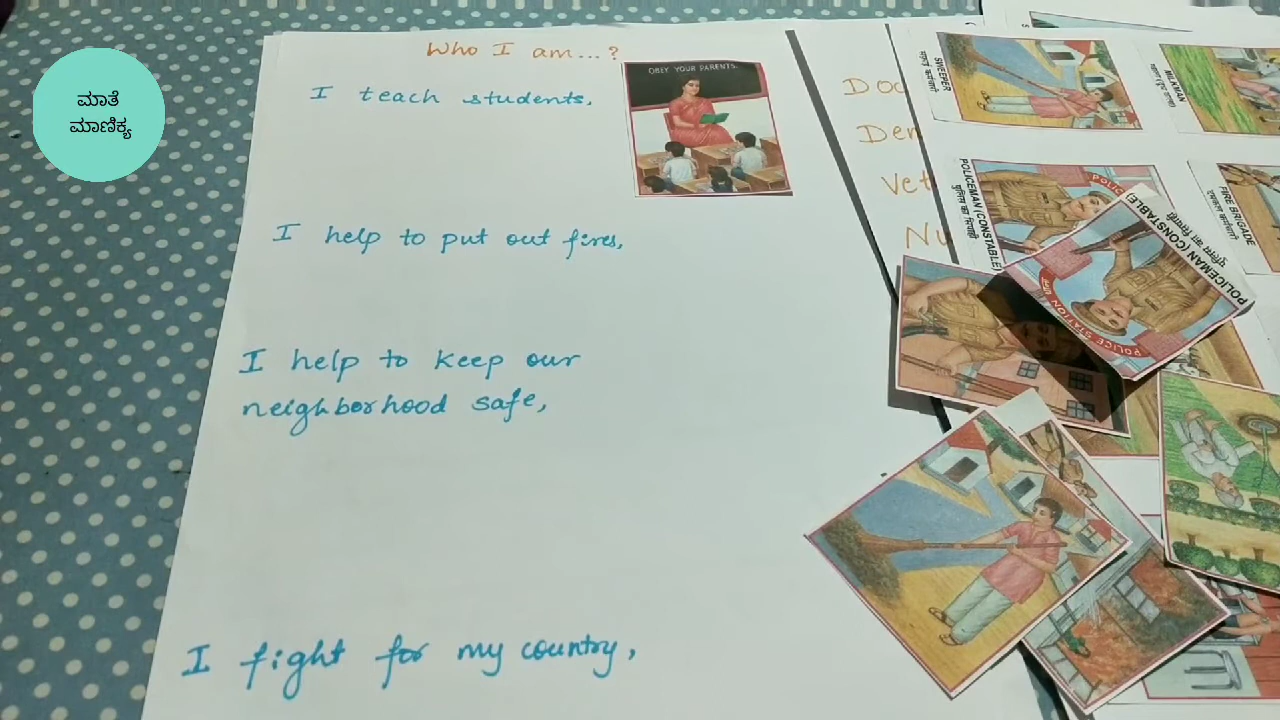 ಮಾತೆ
ಮಾಣಿಕ್ಯ
Who I am...?
I teach students,
OBEY YOUR PARENTS.
I help to put out fires,
I help to keep our
neighborhood safe,
I fight for my country,
SWEEPER
MILKMAN
POLICEMAN (CONSTABLE)
पुलिस का सिपाही
FIRE BRIGADE
POLICEMAN (CONSTABLE)
पुलिस का सिपाही
POLICE STATION